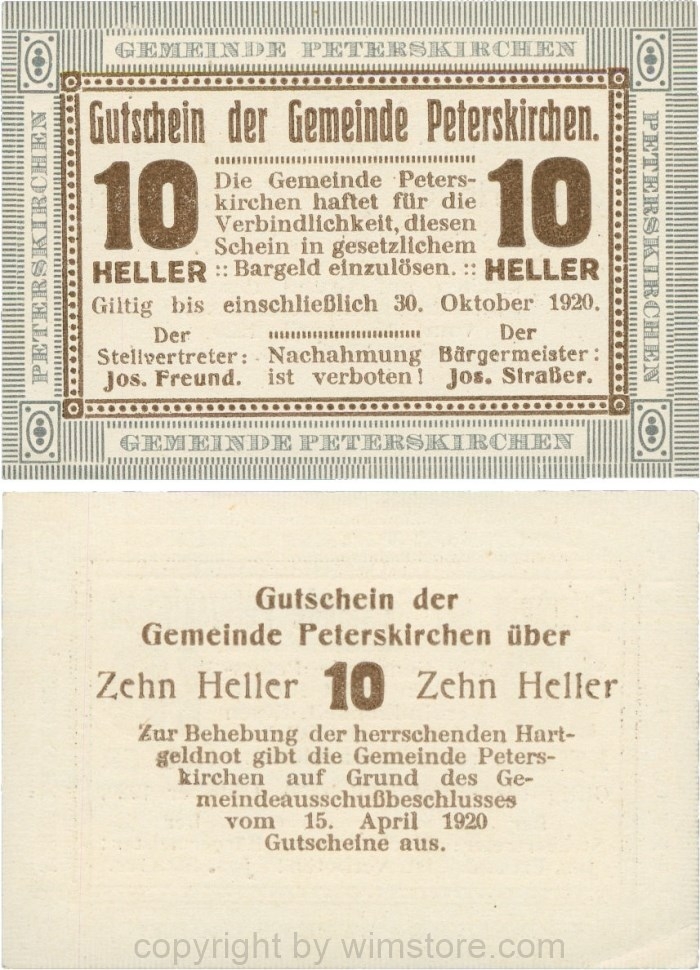 GEMEINDE PETERSKIRCHEN
PETERSKIRCHEN
PETERSKIRCHEN
Gutschein der Gemeinde Peterskirchen.
10 HELLER
Die Gemeinde Peters-
kirchen haftet für die
Verbindlichkeit, diesen
Schein in gesetzlichem
:: Bargeld einzulösen. ::
10 HELLER
Giltig bis einschließlich 30. Oktober 1920.
Der
Stellvertreter:
Jos. Freund.
Nachahmung
ist verboten!
Der
Bürgermeister:
Jos. Straßer.
GEMEINDE PETERSKIRCHEN
Gutschein der
Gemeinde Peterskirchen über
Zehn Heller 10 Zehn Heller
Zur Behebung der herrschenden Hart-
geldnot gibt die Gemeinde Peters-
kirchen auf Grund des Ge-
meindeausschußbeschlusses
vom 15. April 1920
Gutscheine aus.
copyright by wimstore.com